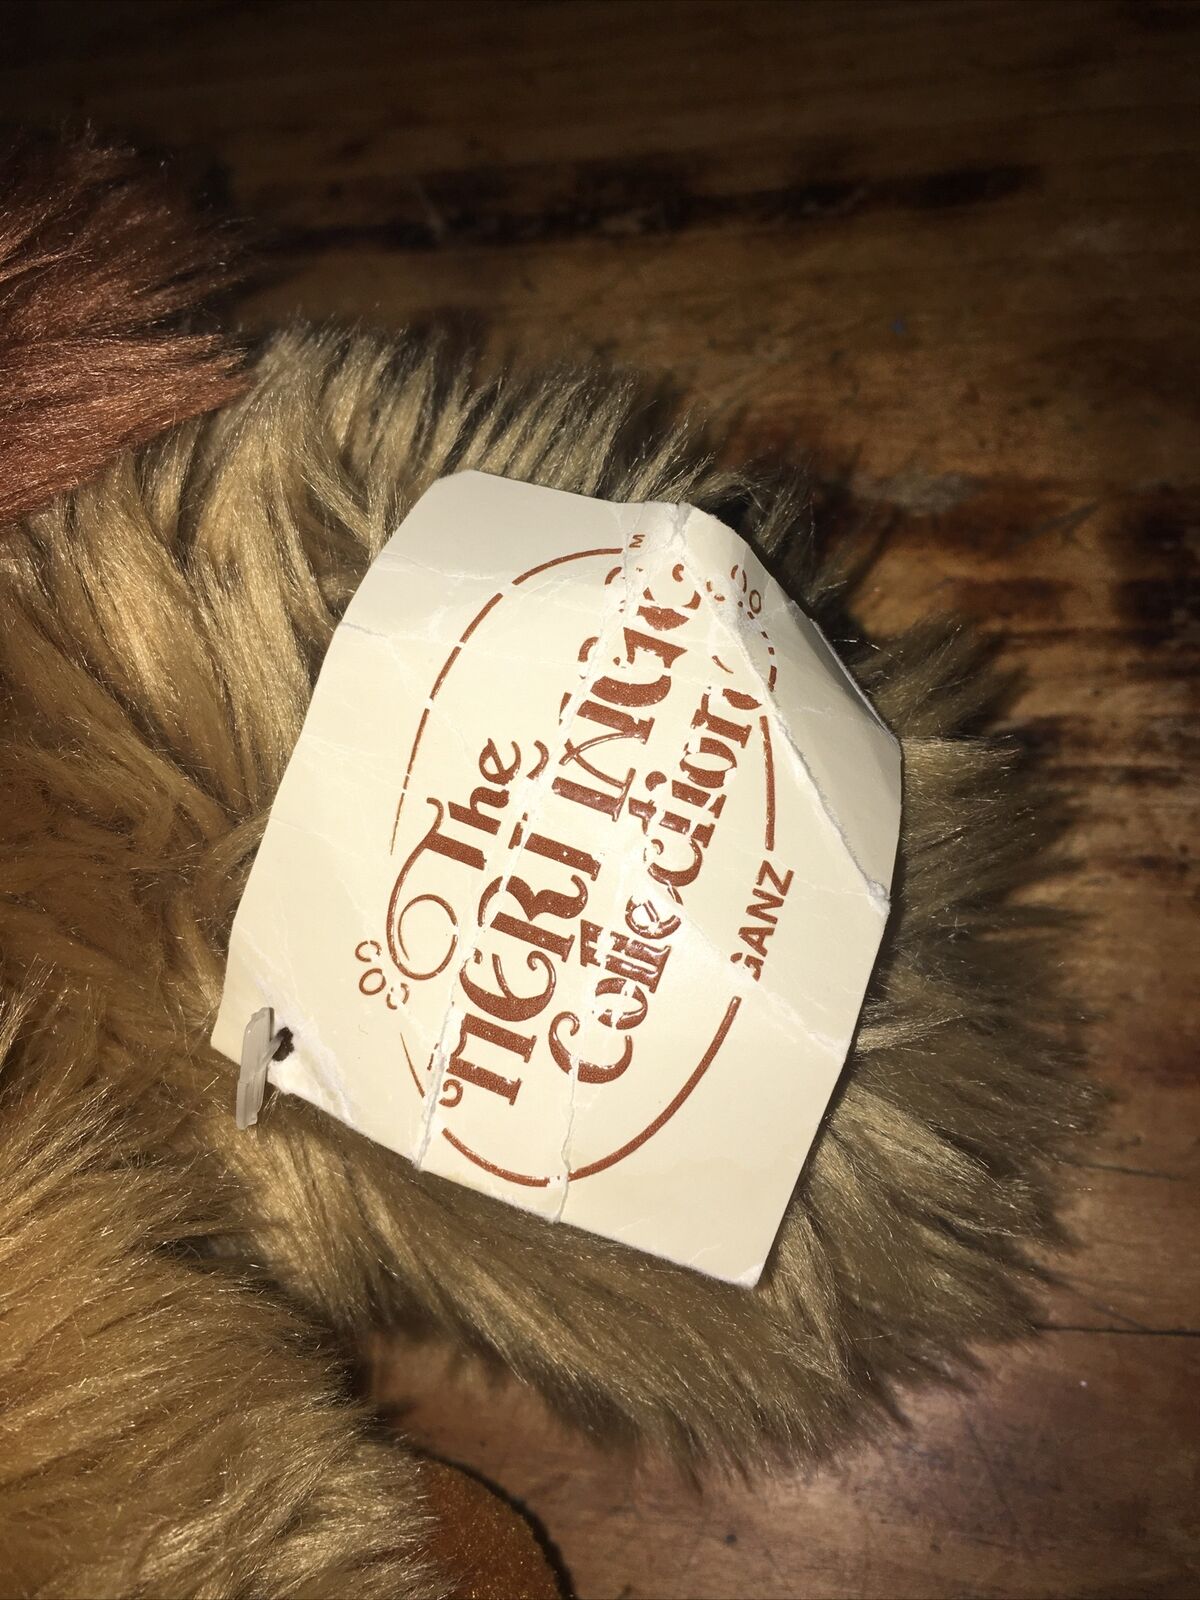 The
HERITAGE
Collection
GANZ